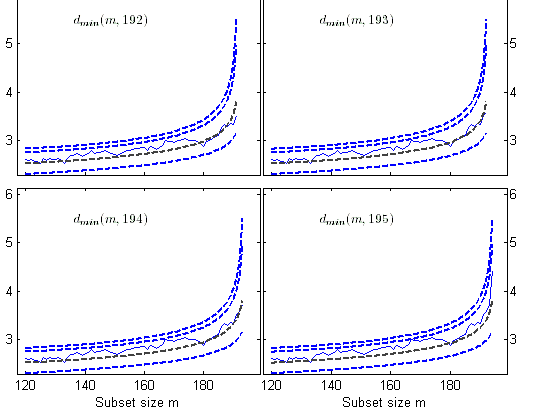 d_min(m, 192) d_min(m, 193)
5 5
4 4
3 3
6 6
d_min(m, 194) d_min(m, 195)
5 5
4 4
3 3
120 140 160 180 120 140 160 180
Subset size m Subset size m